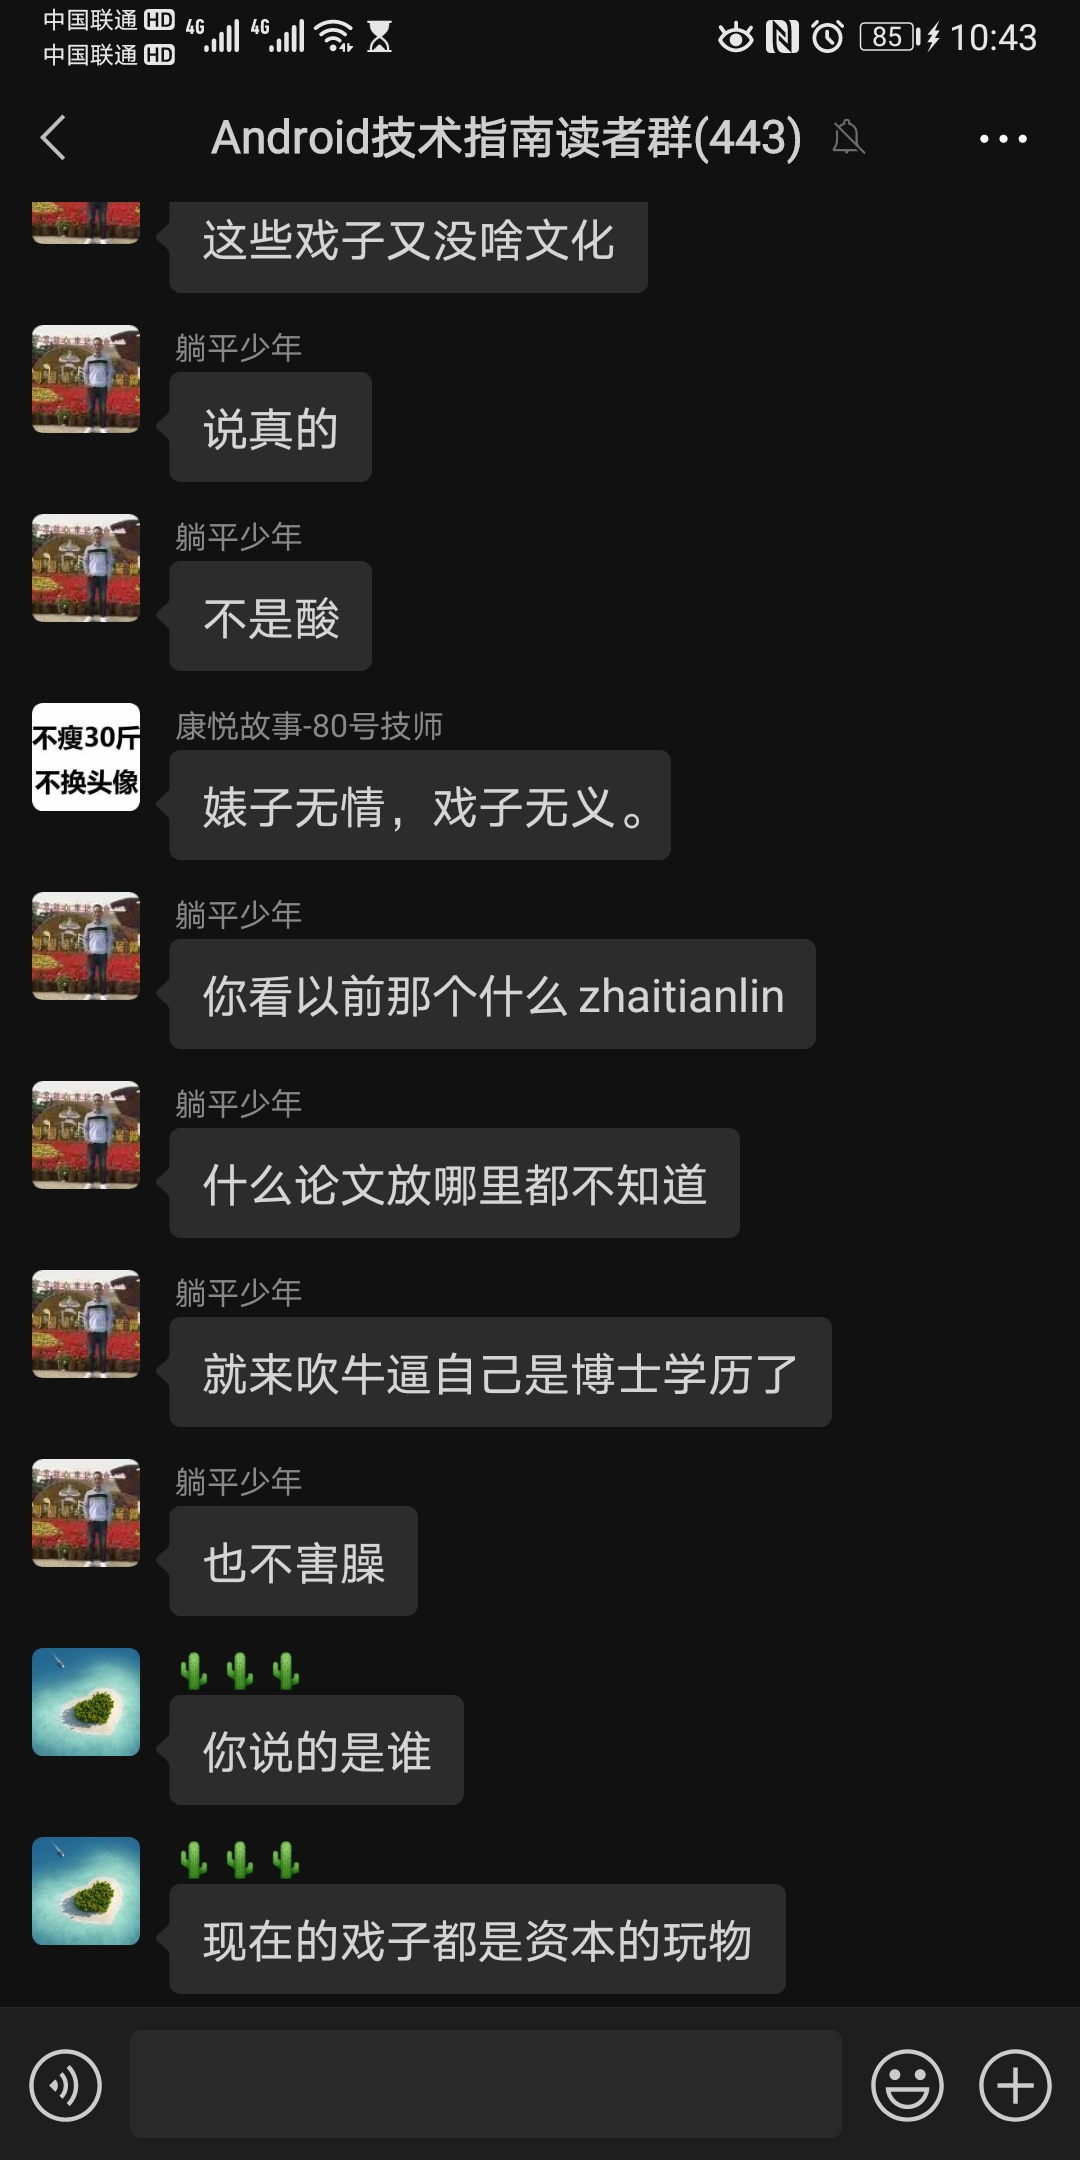 中国联通 HD 4G 4G 85 10:43
中国联通 HD
Android技术指南读者群(443)
这些戏子又没啥文化
躺平少年
说真的
躺平少年
不是酸
不瘦30斤
不换头像
康悦故事-80号技师
婊子无情，戏子无义。
躺平少年
你看以前那个什么 zhaitianlin
躺平少年
什么论文放哪里都不知道
躺平少年
就来吹牛逼自己是博士学历了
躺平少年
也不害臊
🌵🌵🌵
你说的是谁
🌵🌵🌵
现在的戏子都是资本的玩物